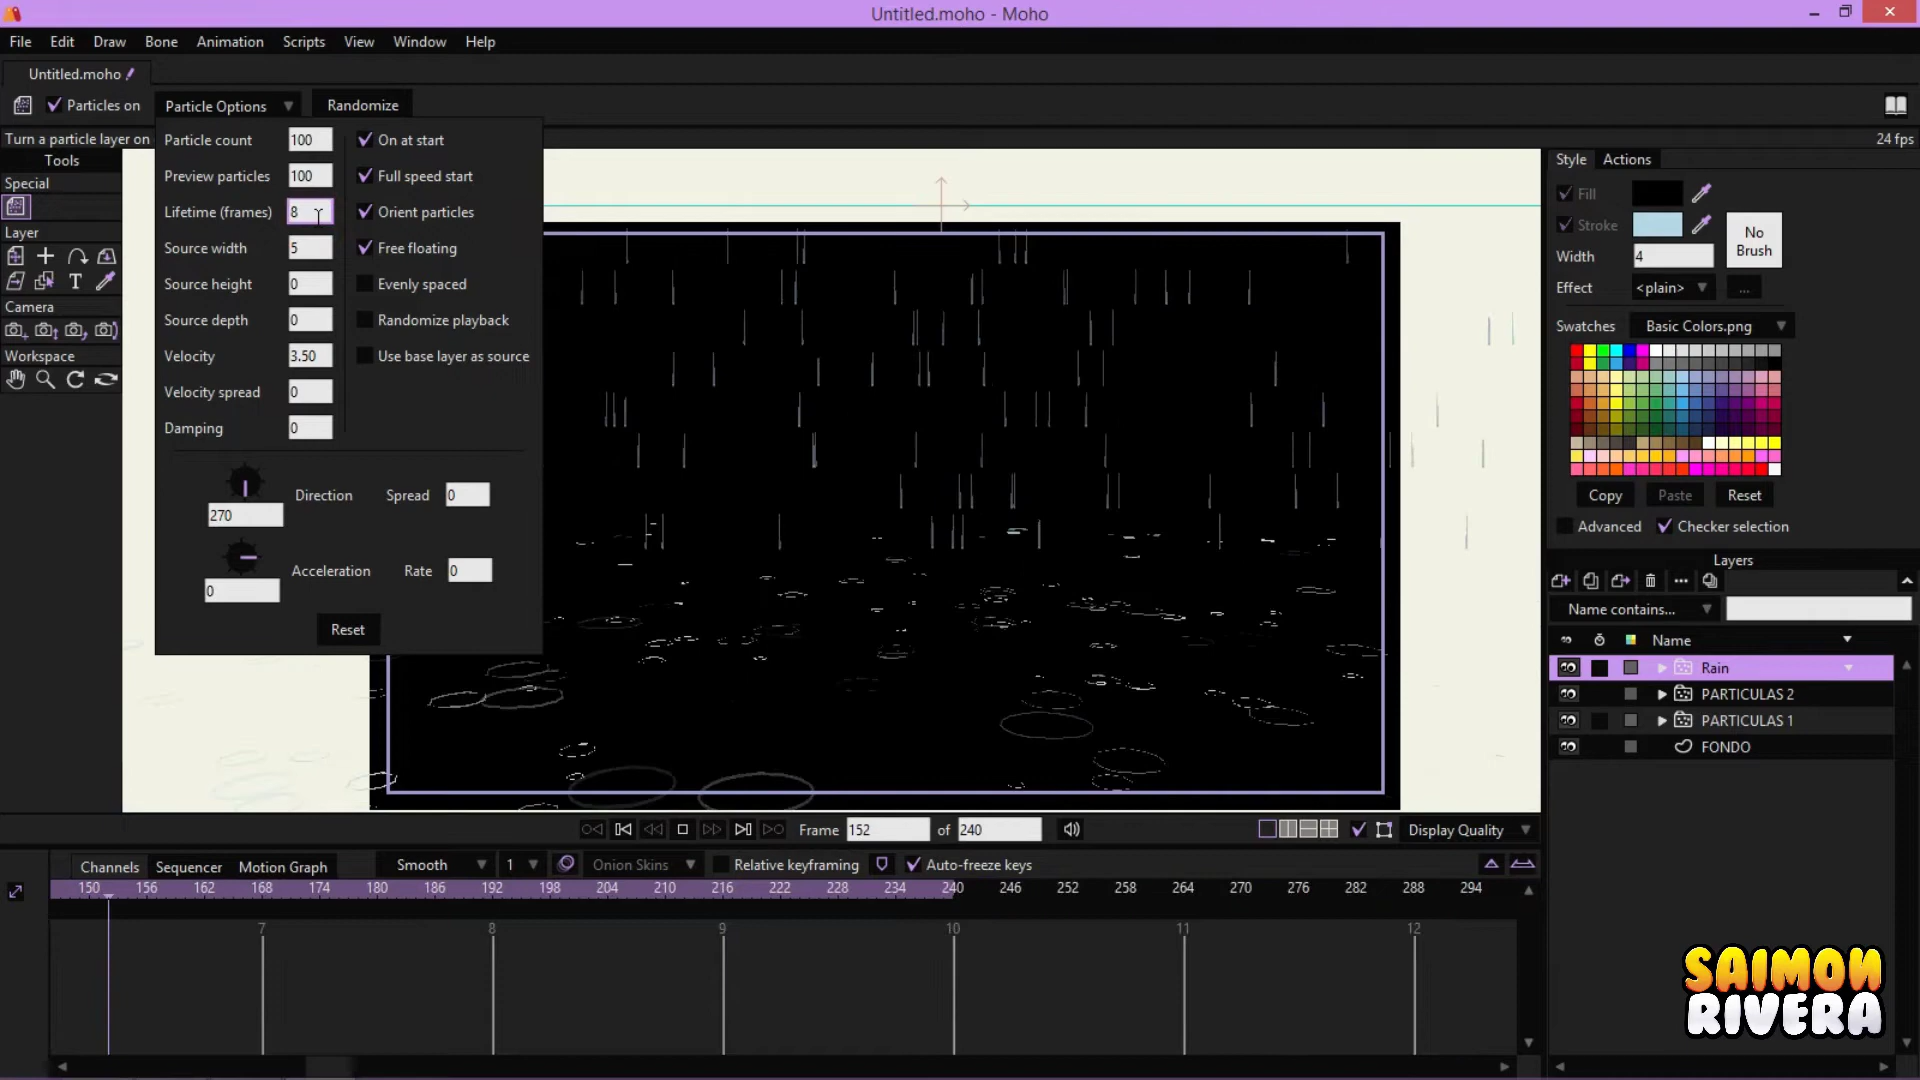 Untitled.moho - Moho
File Edit Draw Bone Animation Scripts View Window Help
Untitled.moho
Particles on Particle Options Randomize
Turn a particle layer on
24 fps
Tools
Special
Layer
T
Camera
Workspace
Particle count 100 On at start
Preview particles 100 Full speed start
Lifetime (frames) 8 Orient particles
Source width 5 Free floating
Source height 0 Evenly spaced
Source depth 0 Randomize playback
Velocity 3.50 Use base layer as source
Velocity spread 0
Damping 0
Direction Spread 0
270
Acceleration Rate 0
0
Reset
Style Actions
Fill
Stroke
No Brush
Width 4
Effect <plain> ...
Swatches Basic Colors.png
Copy Paste Reset
Advanced Checker selection
Layers
Name contains...
Name
Rain
PARTICULAS 2
PARTICULAS 1
FONDO
Frame 152 of 240 Display Quality
Channels Sequencer Motion Graph Smooth 1 Onion Skins Relative keyframing Auto-freeze keys
150 156 162 168 174 180 186 192 198 204 210 216 222 228 234 240 246 252 258 264 270 276 282 288 294
7 8 9 10 11 12
SAIMON
RIVERA